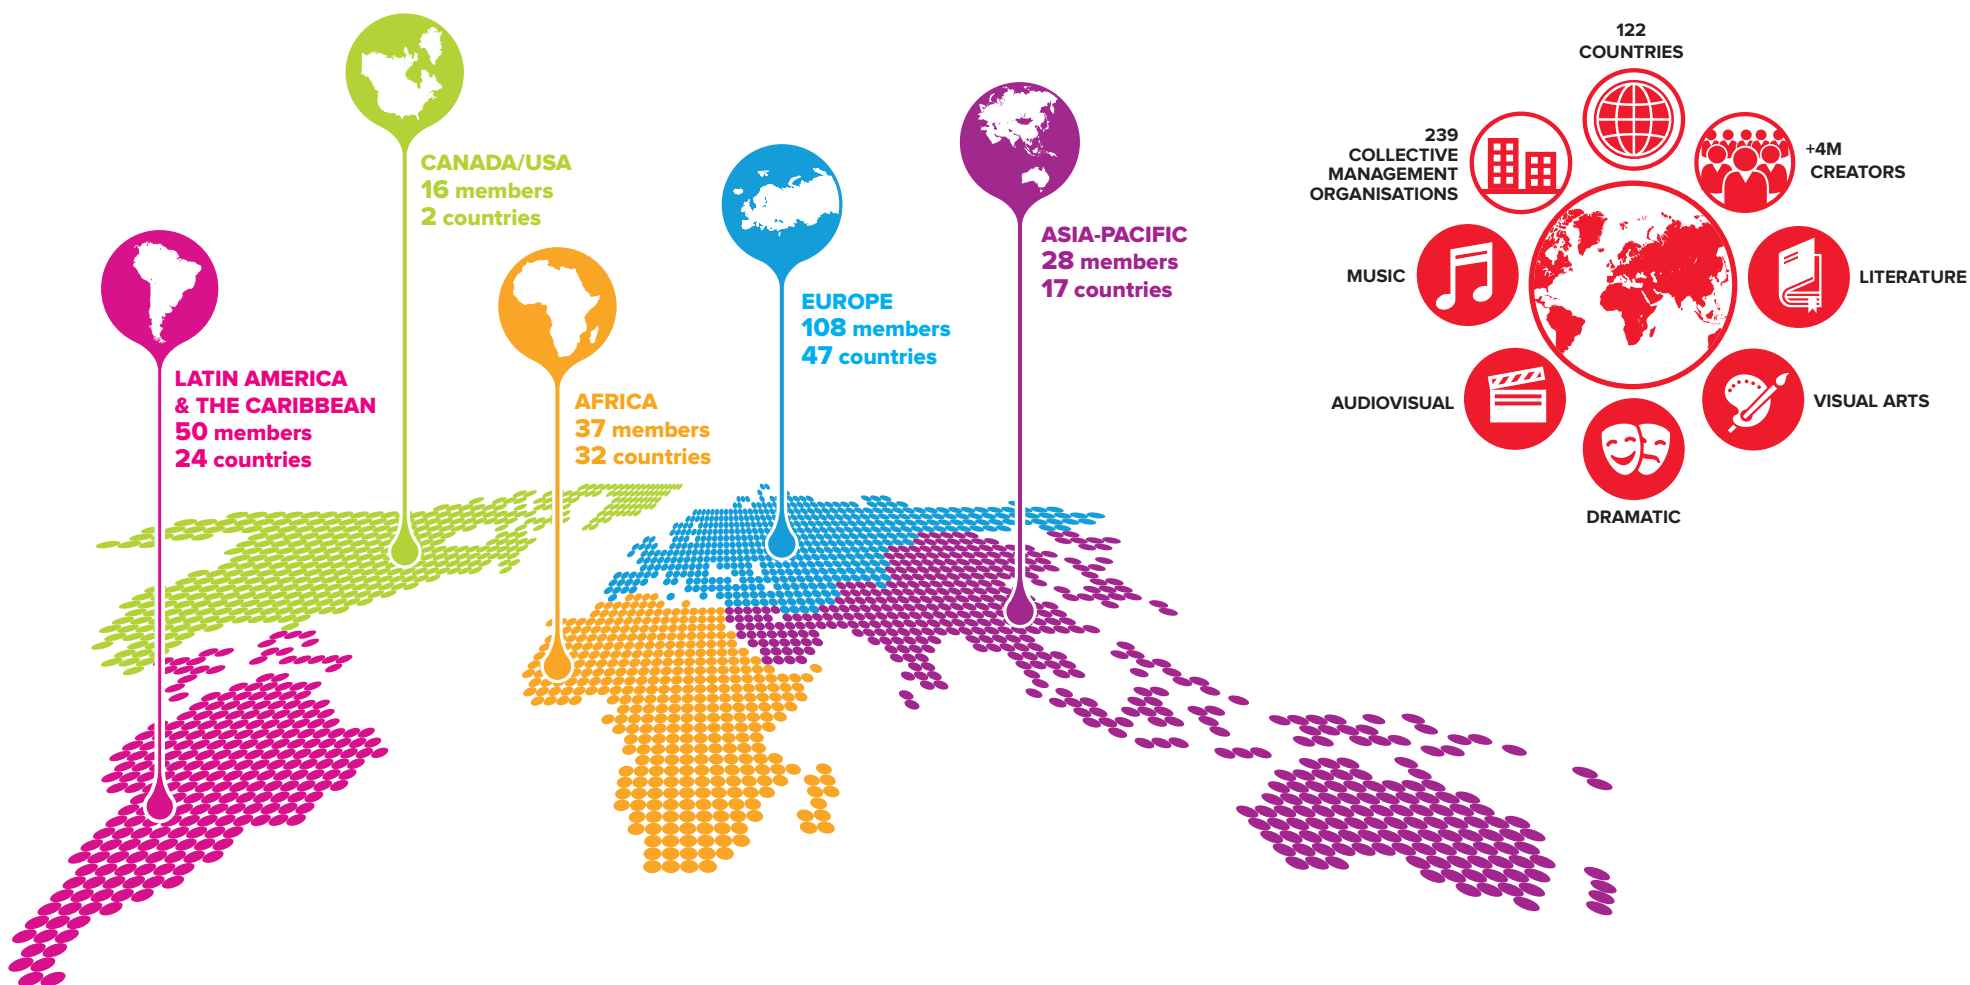 CANADA/USA
16 members
2 countries
LATIN AMERICA
& THE CARIBBEAN
50 members
24 countries
AFRICA
37 members
32 countries
EUROPE
108 members
47 countries
ASIA-PACIFIC
28 members
17 countries
122
COUNTRIES
239
COLLECTIVE
MANAGEMENT
ORGANISATIONS
+4M
CREATORS
MUSIC
LITERATURE
AUDIOVISUAL
VISUAL ARTS
DRAMATIC